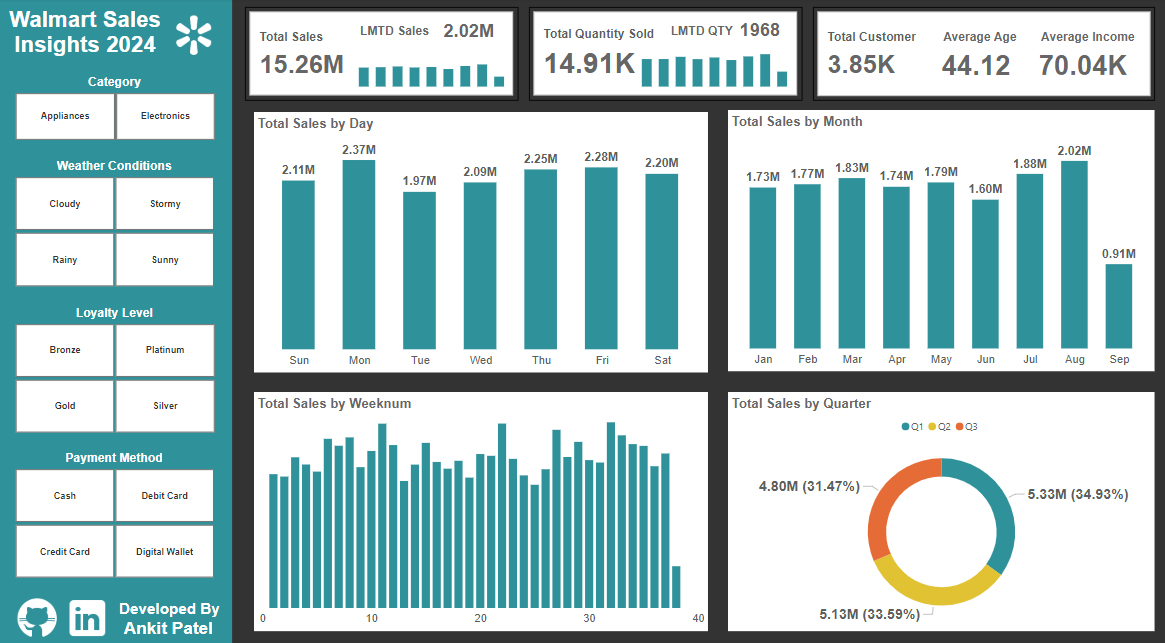 Walmart Sales
Insights 2024
Category
Appliances
Electronics
Weather Conditions
Cloudy
Stormy
Rainy
Sunny
Loyalty Level
Bronze
Platinum
Gold
Silver
Payment Method
Cash
Debit Card
Credit Card
Digital Wallet
in
Developed By
Ankit Patel
Total Sales
15.26M
LMTD Sales 2.02M
Total Quantity Sold
14.91K
LMTD QTY 1968
Total Customer
3.85K
Average Age
44.12
Average Income
70.04K
Total Sales by Day
2.11M
2.37M
1.97M
2.09M
2.25M
2.28M
2.20M
Sun Mon Tue Wed Thu Fri Sat
Total Sales by Month
1.73M
1.77M
1.83M
1.74M
1.79M
1.60M
1.88M
2.02M
0.91M
Jan Feb Mar Apr May Jun Jul Aug Sep
Total Sales by Weeknum
0 10 20 30 40
Total Sales by Quarter
Q1 Q2 Q3
4.80M (31.47%)
5.33M (34.93%)
5.13M (33.59%)